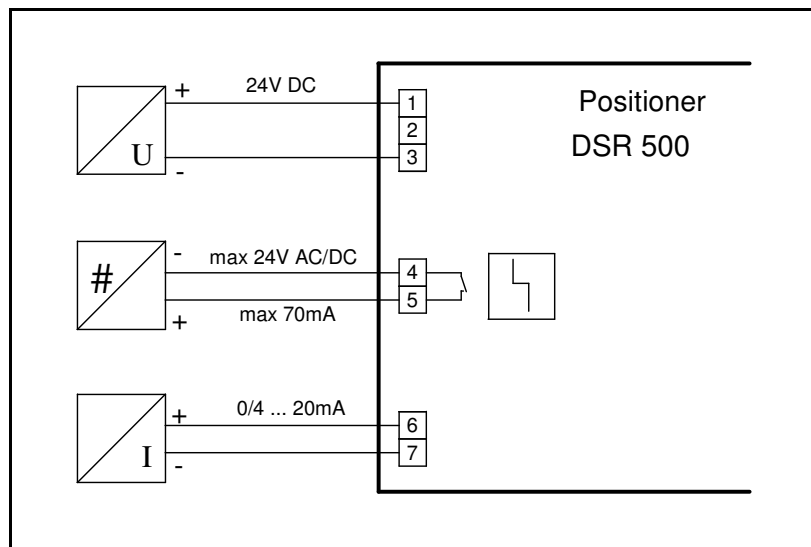 + 24V DC 1 Positioner
2 DSR 500
U - 3
- max 24V AC/DC 4
# 5
+ max 70mA
+ 0/4 ... 20mA 6
I - 7